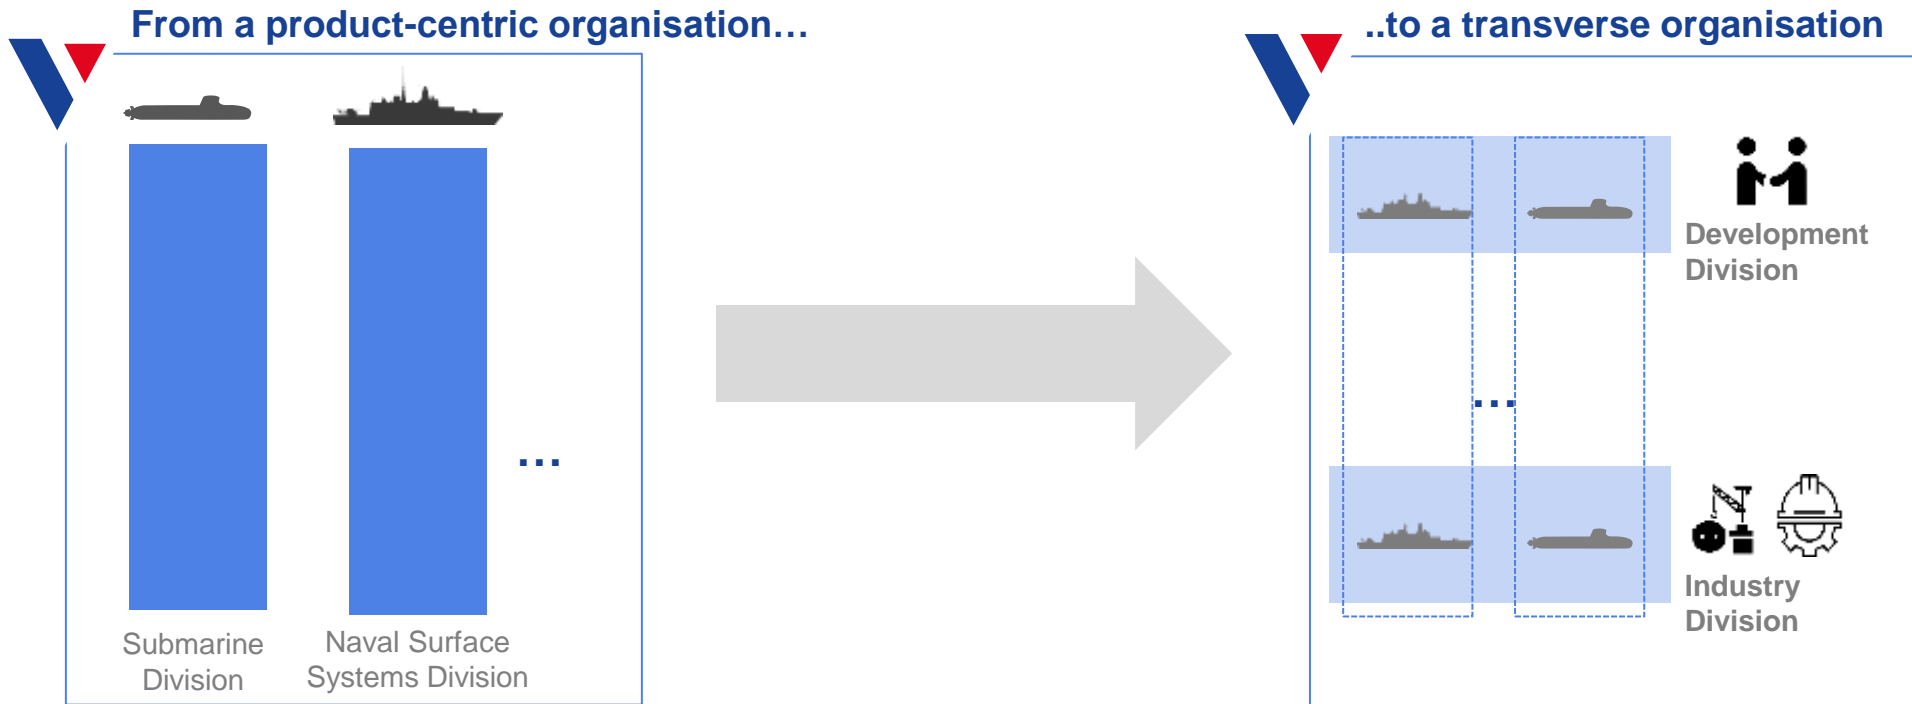 From a product-centric organisation…
..to a transverse organisation
Development
Division
…
…
Industry
Division
Submarine
Division
Naval Surface
Systems Division